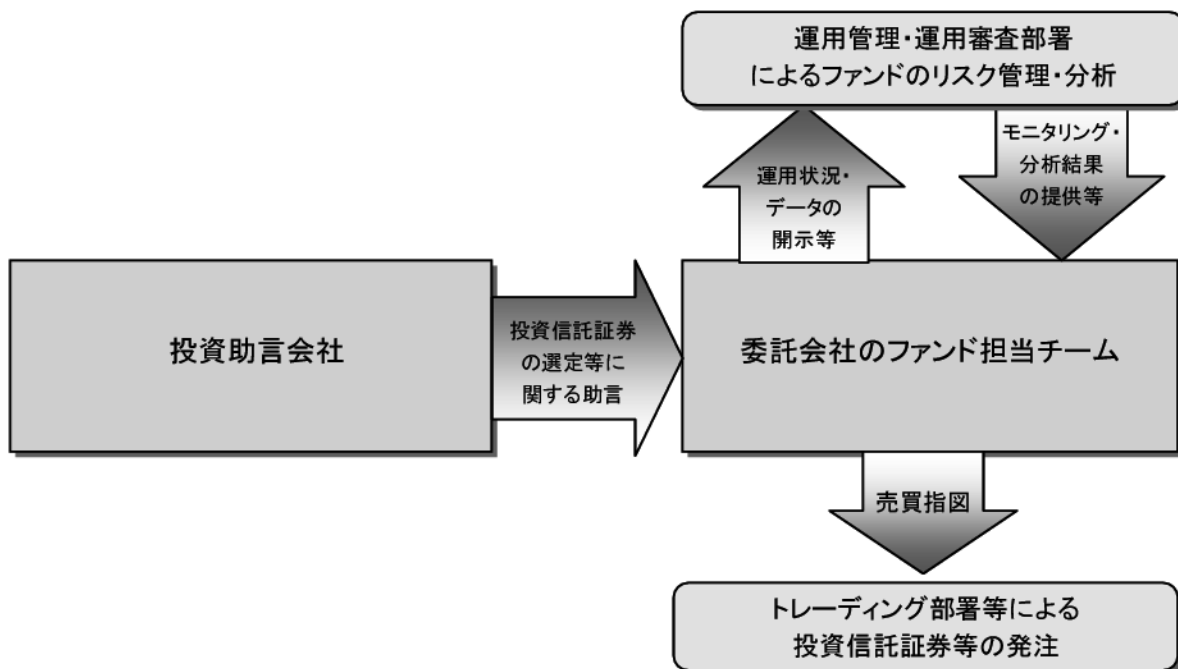 運用管理・運用審査部署
によるファンドのリスク管理・分析
運用状況・
データの
開示等
モニタリング・
分析結果
の提供等
投資助言会社
投資信託証券
の選定等に
関する助言
委託会社のファンド担当チーム
売買指図
トレーディング部署等による
投資信託証券等の発注